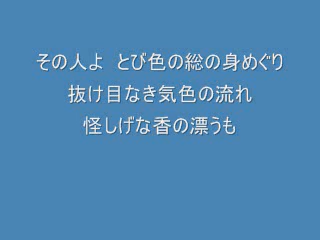 その人よ　とび色の総の身めぐり
抜け目なき気色の流れ
怪しげな香の漂うも